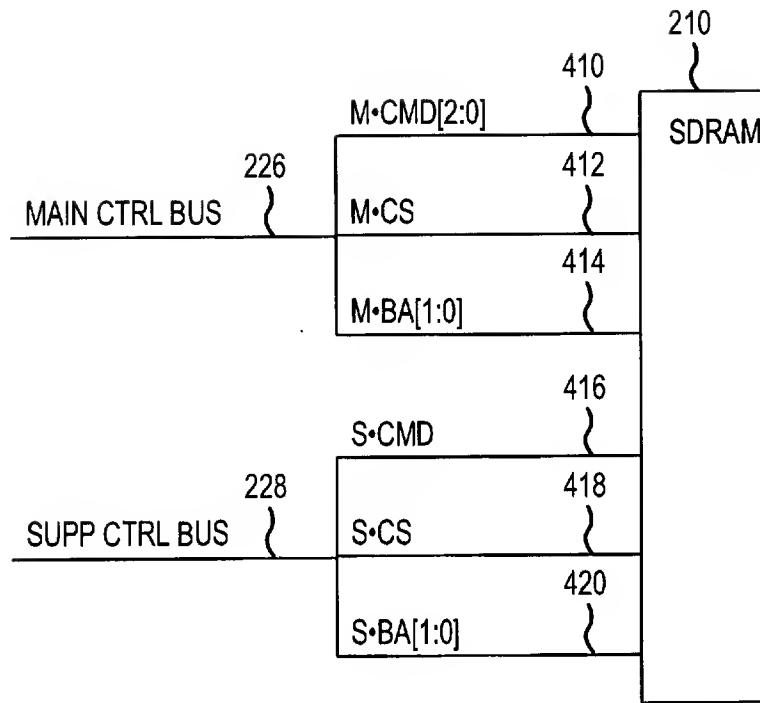 210
410
M•CMD[2:0]
SDRAM
226
412
MAIN CTRL BUS
M•CS
414
M•BA[1:0]
416
S•CMD
228
418
SUPP CTRL BUS
S•CS
420
S•BA[1:0]